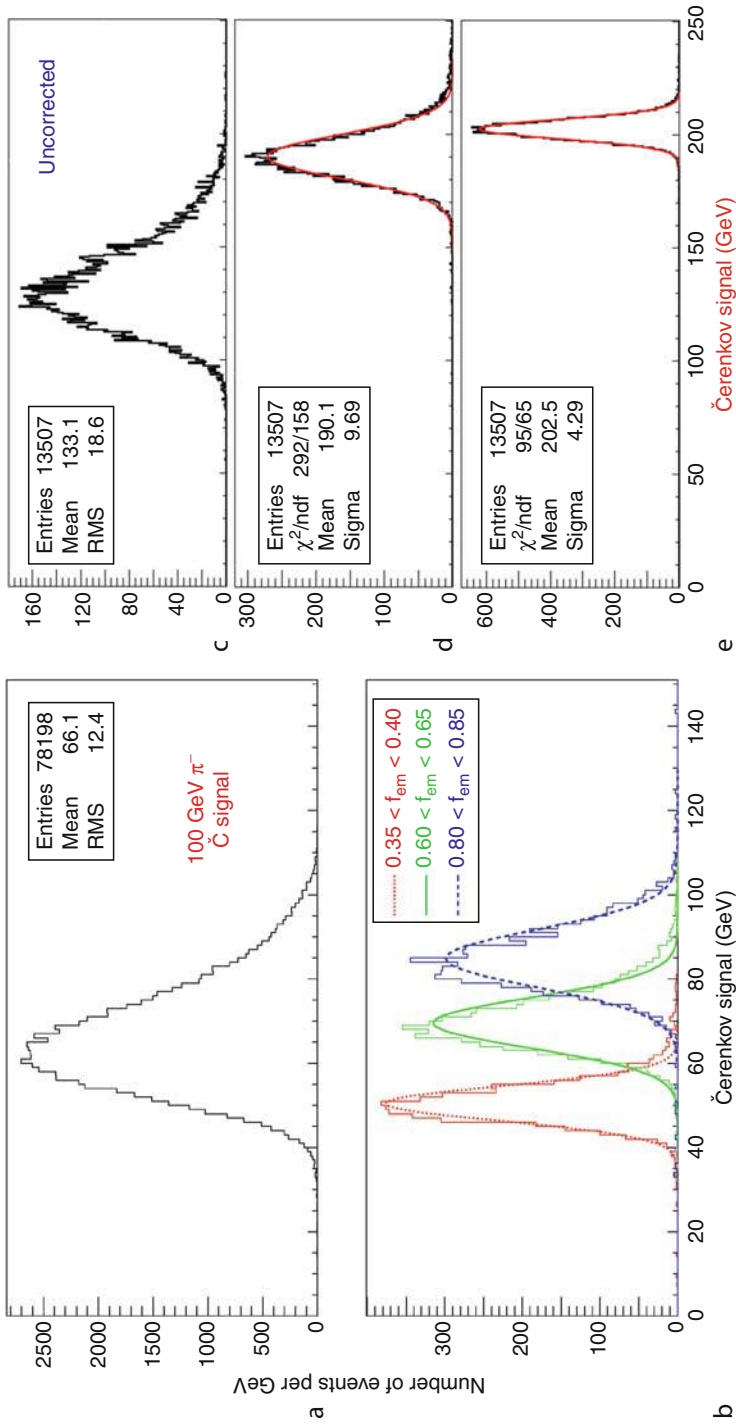 Number of events per GeV
a
2500
2000
1500
1000
500
0
Entries 78198
Mean 66.1
RMS 12.4
100 GeV π−
Č signal
b
300
200
100
0
0.35 < fem < 0.40
0.60 < fem < 0.65
0.80 < fem < 0.85
0 20 40 60 80 100 120 140
Čerenkov signal (GeV)
c
160
120
80
40
0
Entries 13507
Mean 133.1
RMS 18.6
Uncorrected
d
300
200
100
0
Entries 13507
χ2/ndf 292/158
Mean 190.1
Sigma 9.69
e
600
400
200
0
Entries 13507
χ2/ndf 95/65
Mean 202.5
Sigma 4.29
0 50 100 150 200 250
Čerenkov signal (GeV)